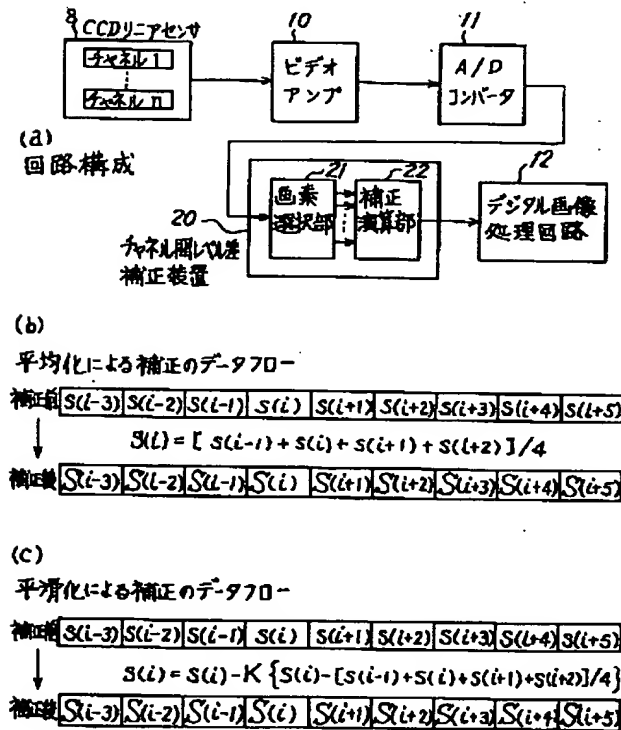 8
CCDリニアセンサ
チャネル1
チャネルn
10
ビデオ
アンプ
11
A/D
コンバータ
(a)
回路構成
20
チャネル間レベル差
補正装置
21
画素
選択部
22
補正
演算部
12
デジタル画像
処理回路
(b)
平均化による補正のデータフロー
補正前 S(i-3) S(i-2) S(i-1) S(i) S(i+1) S(i+2) S(i+3) S(i+4) S(i+5)
S(i) = [ S(i-1) + S(i) + S(i+1) + S(i+2) ]/4
補正後 S(i-3) S(i-2) S(i-1) S(i) S(i+1) S(i+2) S(i+3) S(i+4) S(i+5)
(c)
平滑化による補正のデータフロー
補正前 S(i-3) S(i-2) S(i-1) S(i) S(i+1) S(i+2) S(i+3) S(i+4) S(i+5)
S(i) = S(i) - K {S(i) - [S(i-1) + S(i) + S(i+1) + S(i+2)]/4}
補正後 S(i-3) S(i-2) S(i-1) S(i) S(i+1) S(i+2) S(i+3) S(i+4) S(i+5)